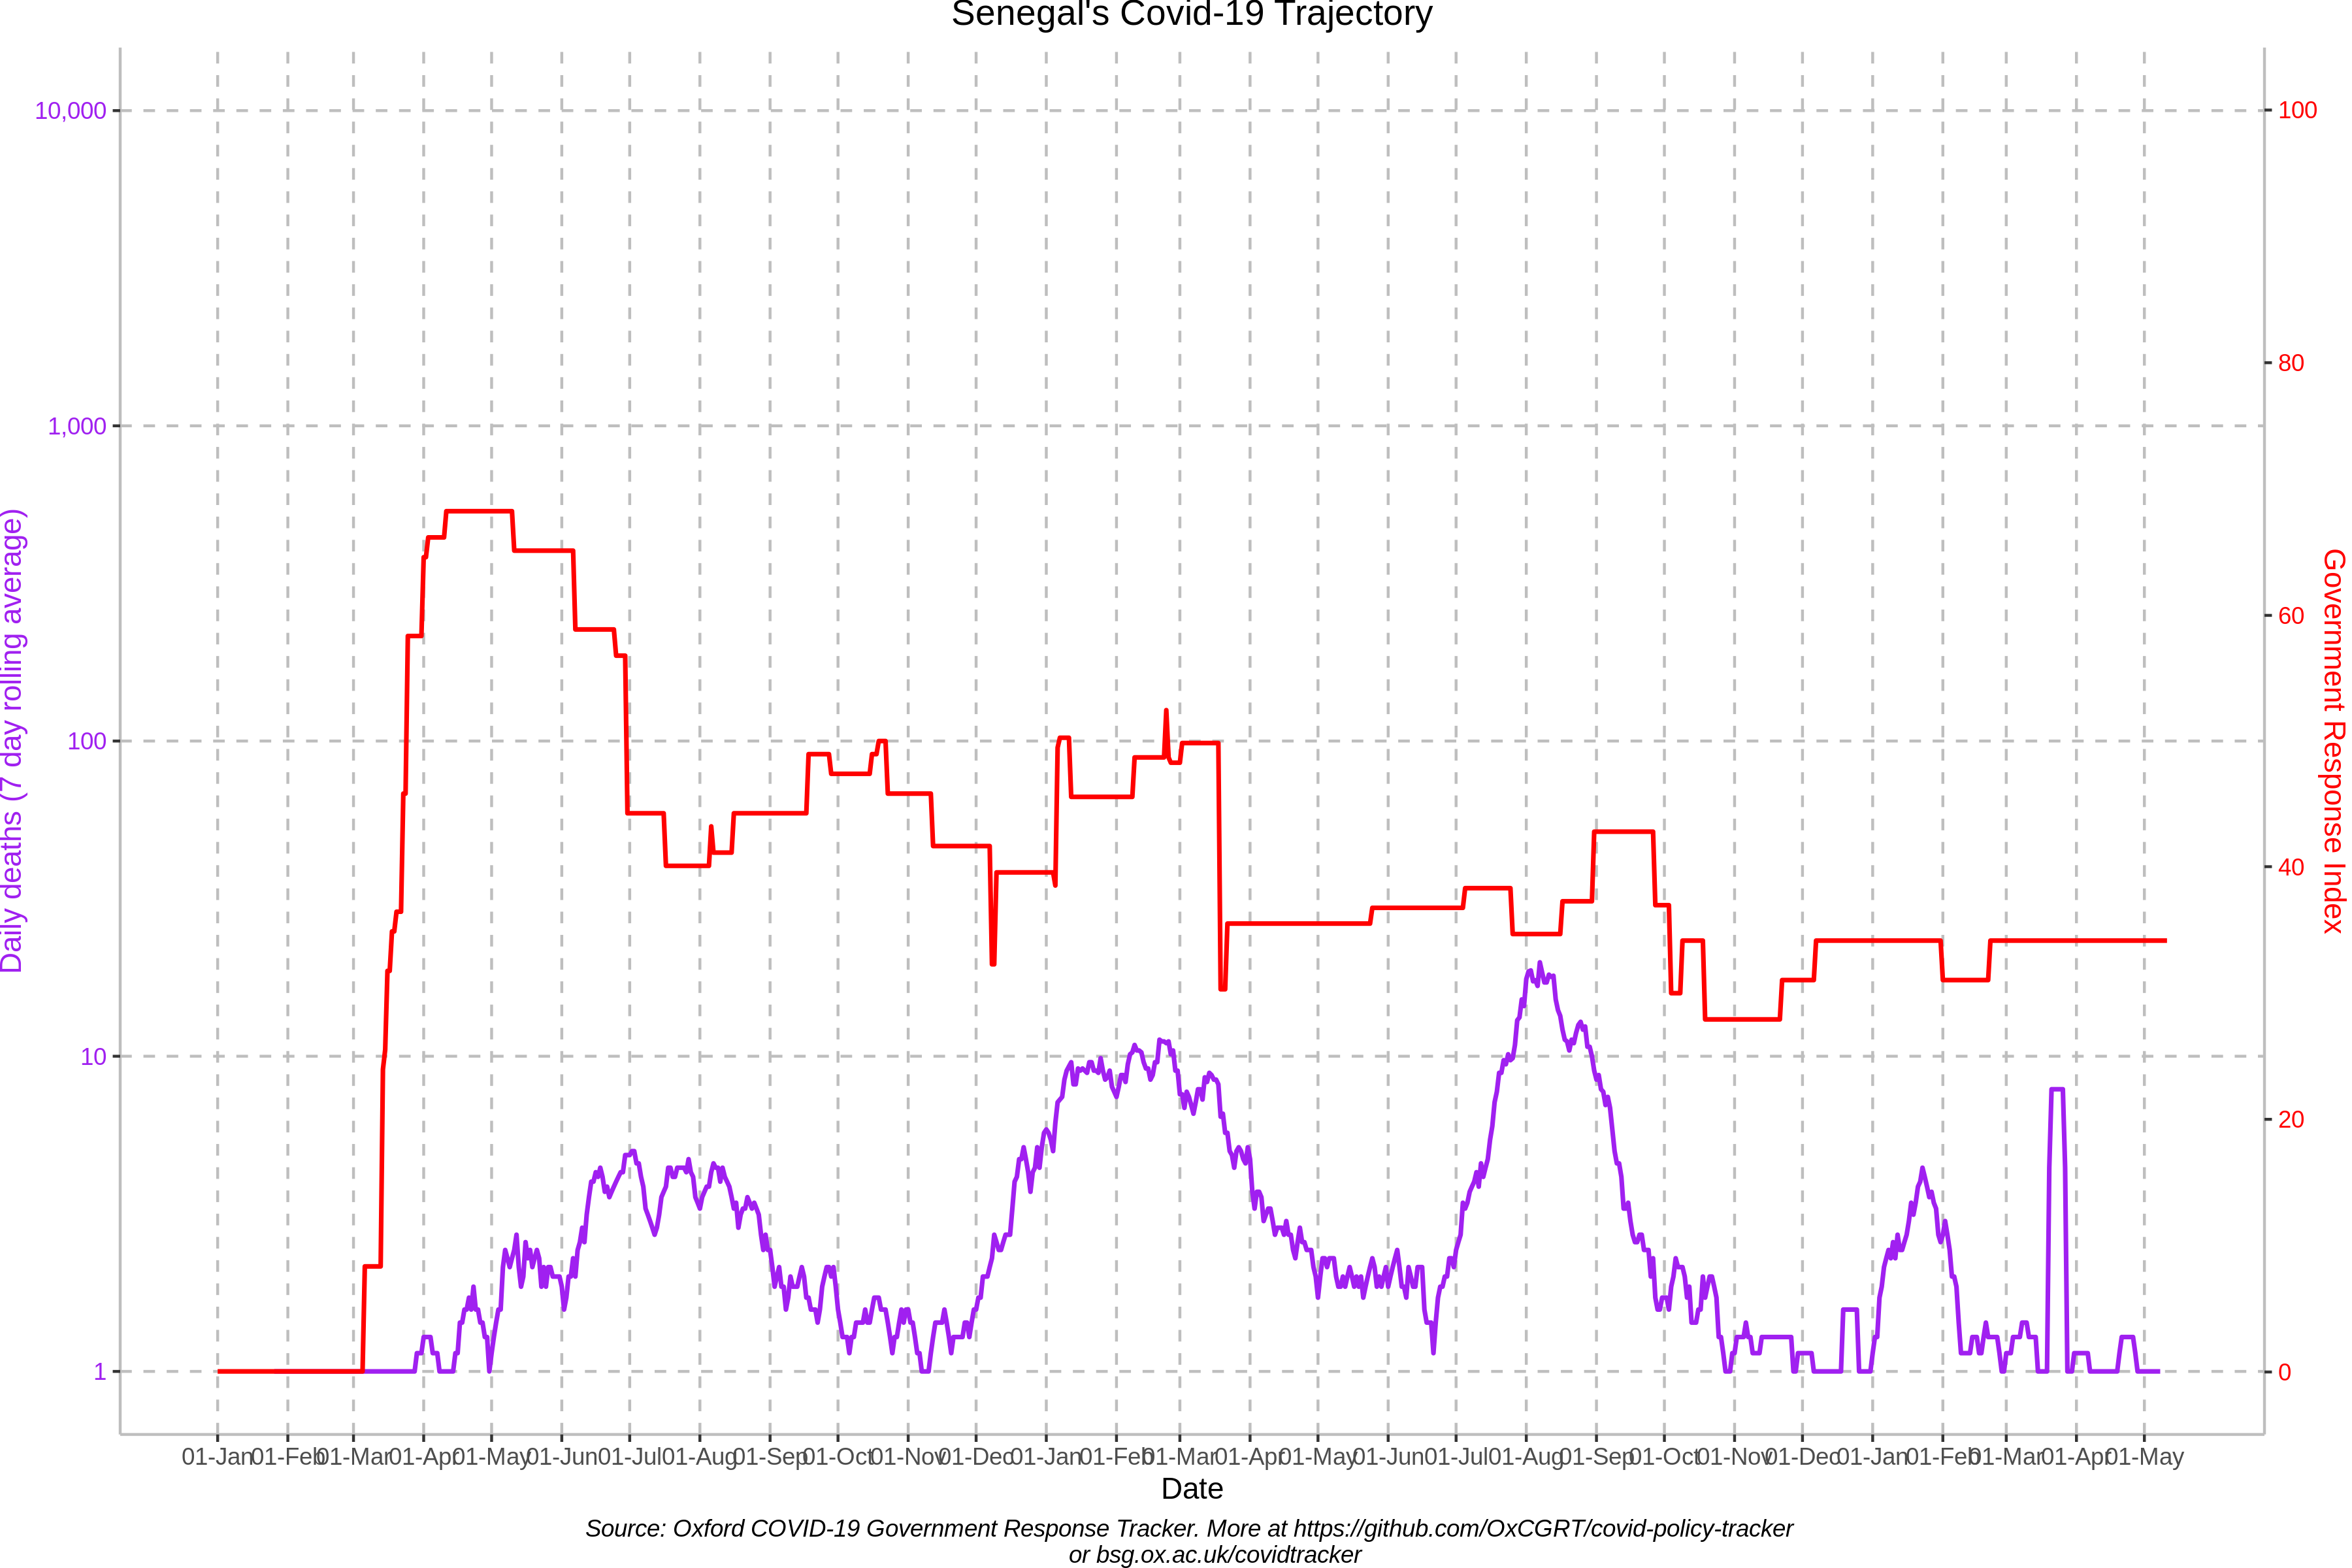 Senegal's Covid-19 Trajectory
10,000
1,000
100
10
1
Daily deaths (7 day rolling average)
100
80
60
40
20
0
Government Response Index
01-Jan 01-Feb 01-Mar 01-Apr 01-May 01-Jun 01-Jul 01-Aug 01-Sep 01-Oct 01-Nov 01-Dec 01-Jan 01-Feb 01-Mar 01-Apr 01-May 01-Jun 01-Jul 01-Aug 01-Sep 01-Oct 01-Nov 01-Dec 01-Jan 01-Feb 01-Mar 01-Apr 01-May
Date
Source: Oxford COVID-19 Government Response Tracker. More at https://github.com/OxCGRT/covid-policy-tracker
or bsg.ox.ac.uk/covidtracker